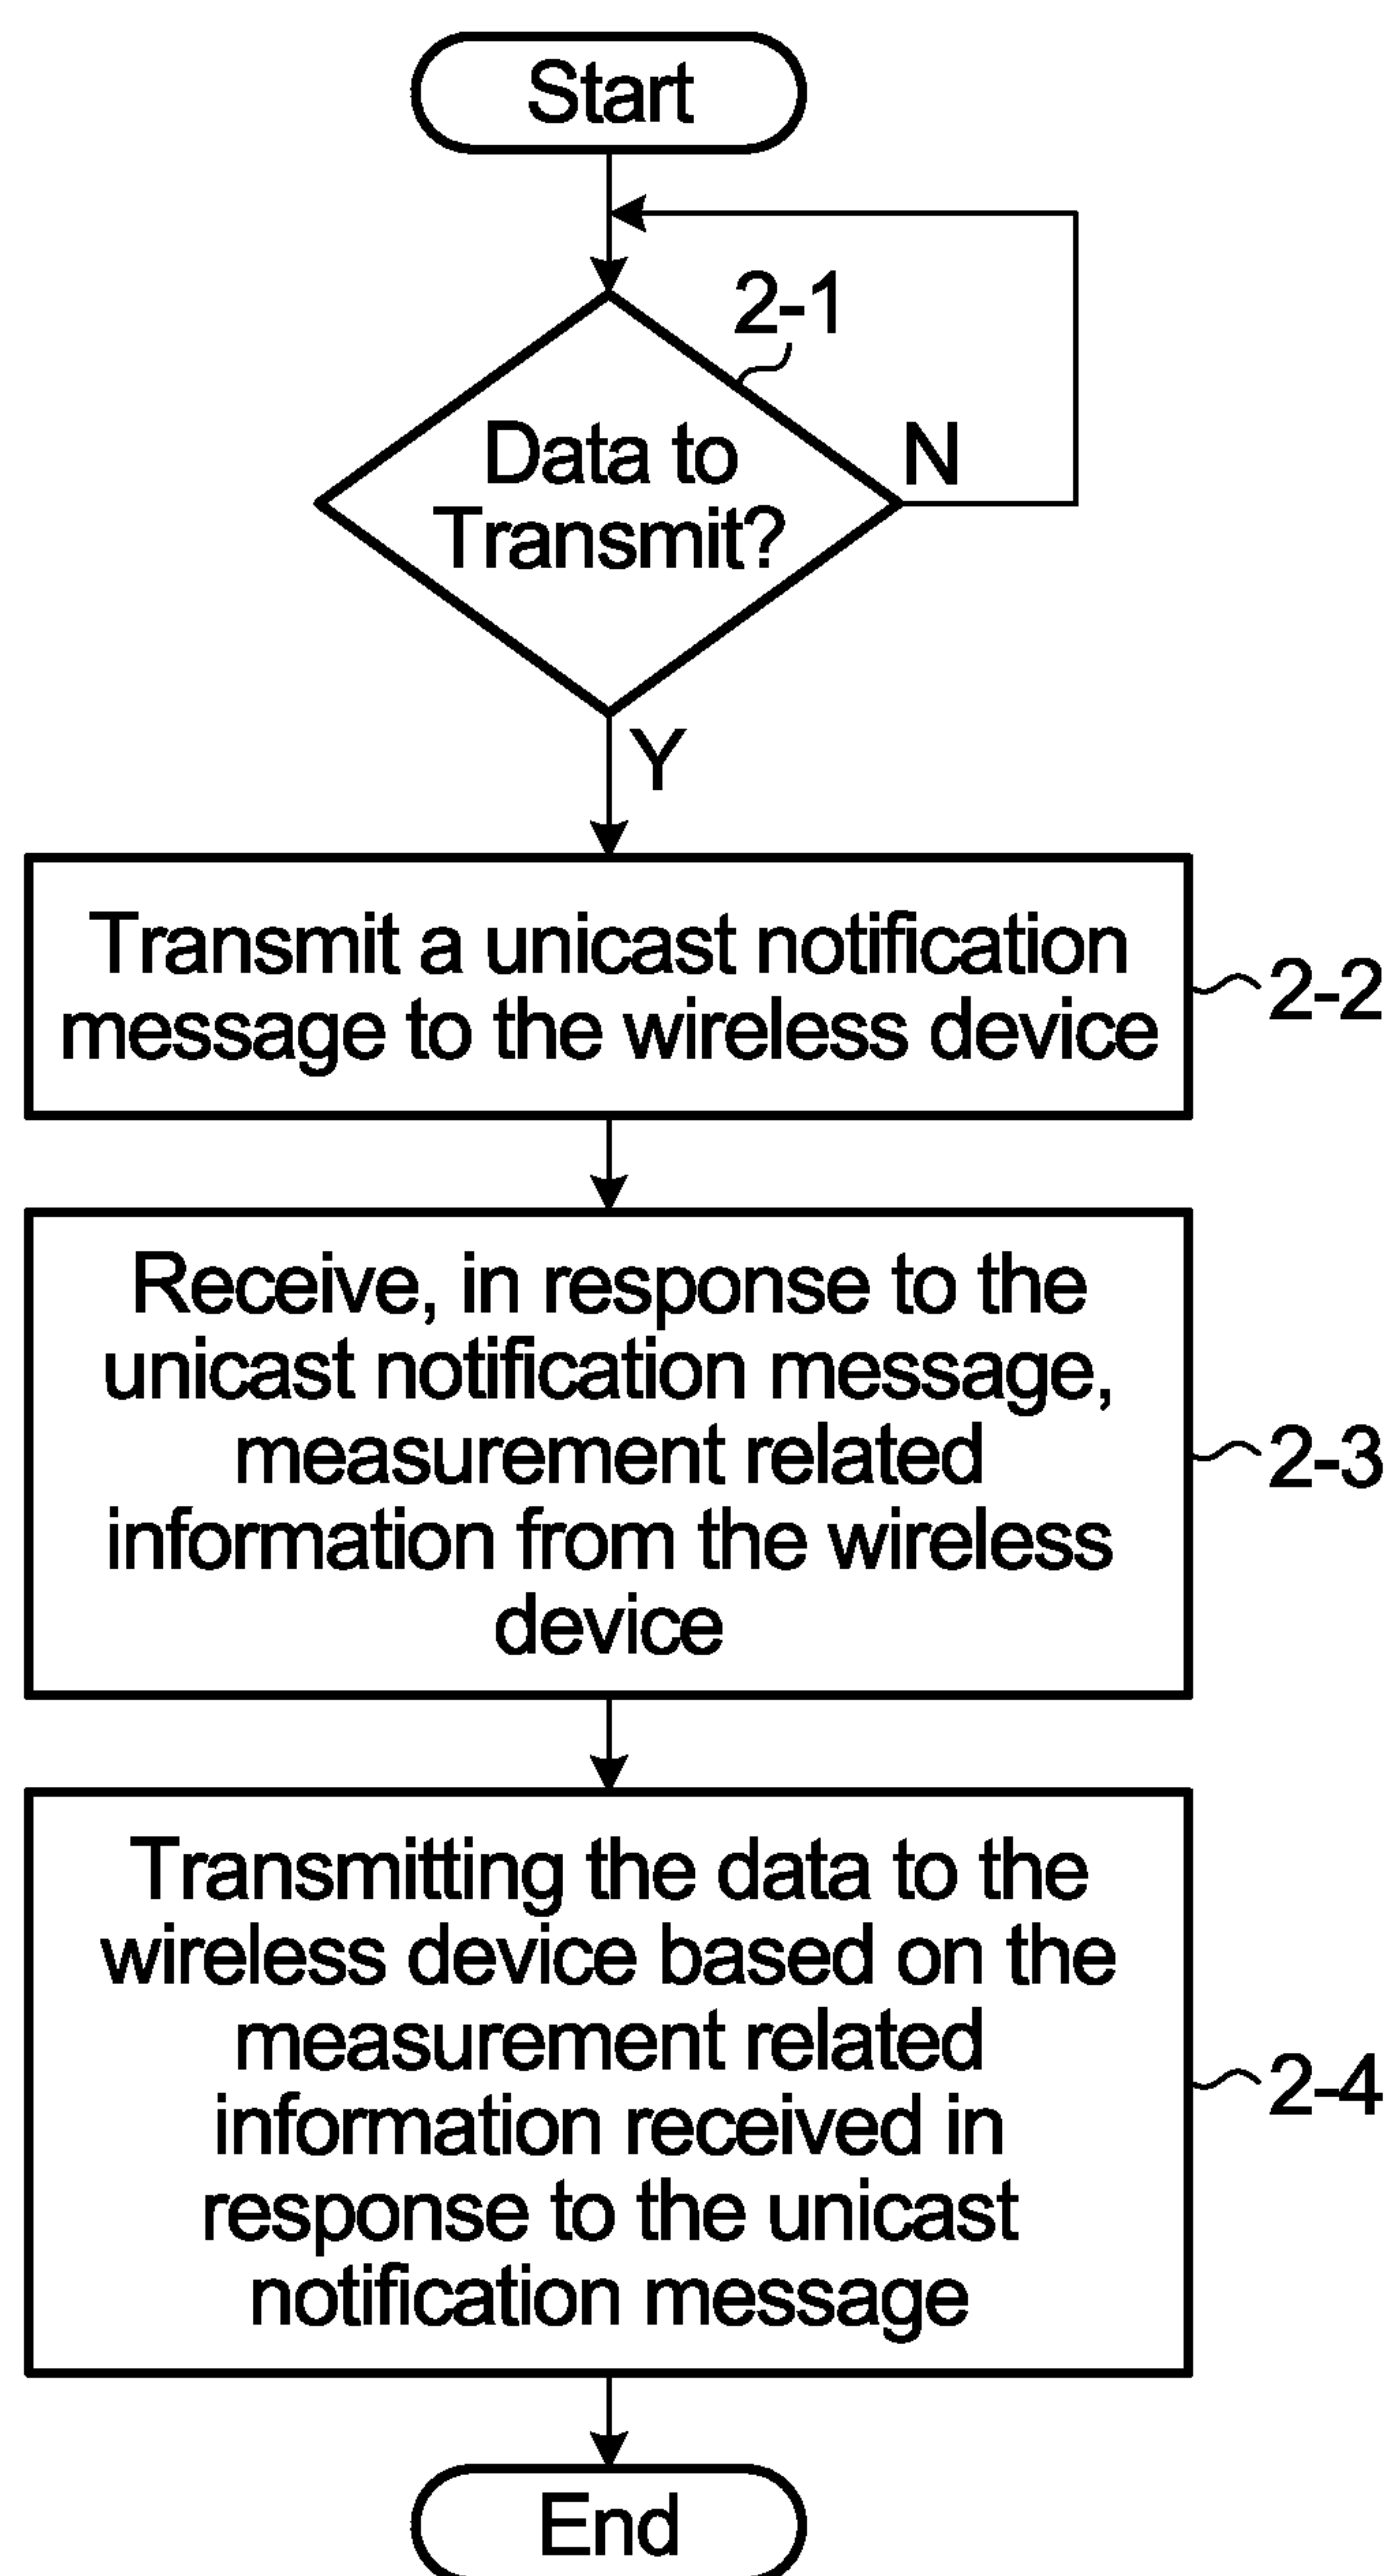 Start
2-1
Data to
Transmit?
N
Y
Transmit a unicast notification
message to the wireless device
2-2
Receive, in response to the
unicast notification message,
measurement related
information from the wireless
device
2-3
Transmitting the data to the
wireless device based on the
measurement related
information received in
response to the unicast
notification message
2-4
End